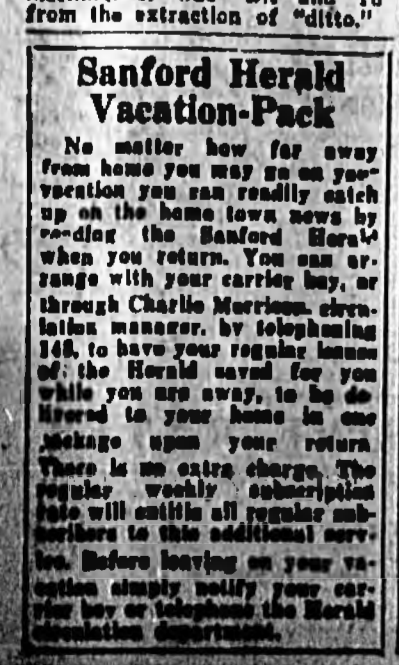 from the extraction of "ditto."
Sanford Herald
Vacation-Pack
No matter how far away
from home you may go on your
vacation you can readily catch
up on the home town news by
reading the Sanford Herald
when you return. You can ar-
range with your carrier boy, or
through Charlie Morrison, circu-
lation manager, by telephoning
148, to have your regular issues
of the Herald saved for you
while you are away, to be de-
livered to your home in one
package upon your return
There is no extra charge. The
regular weekly subscription
rate will entitle all regular sub-
scribers to this additional serv-
ice. Before leaving on your va-
cation simply notify your car-
rier boy or telephone the Herald
circulation department.